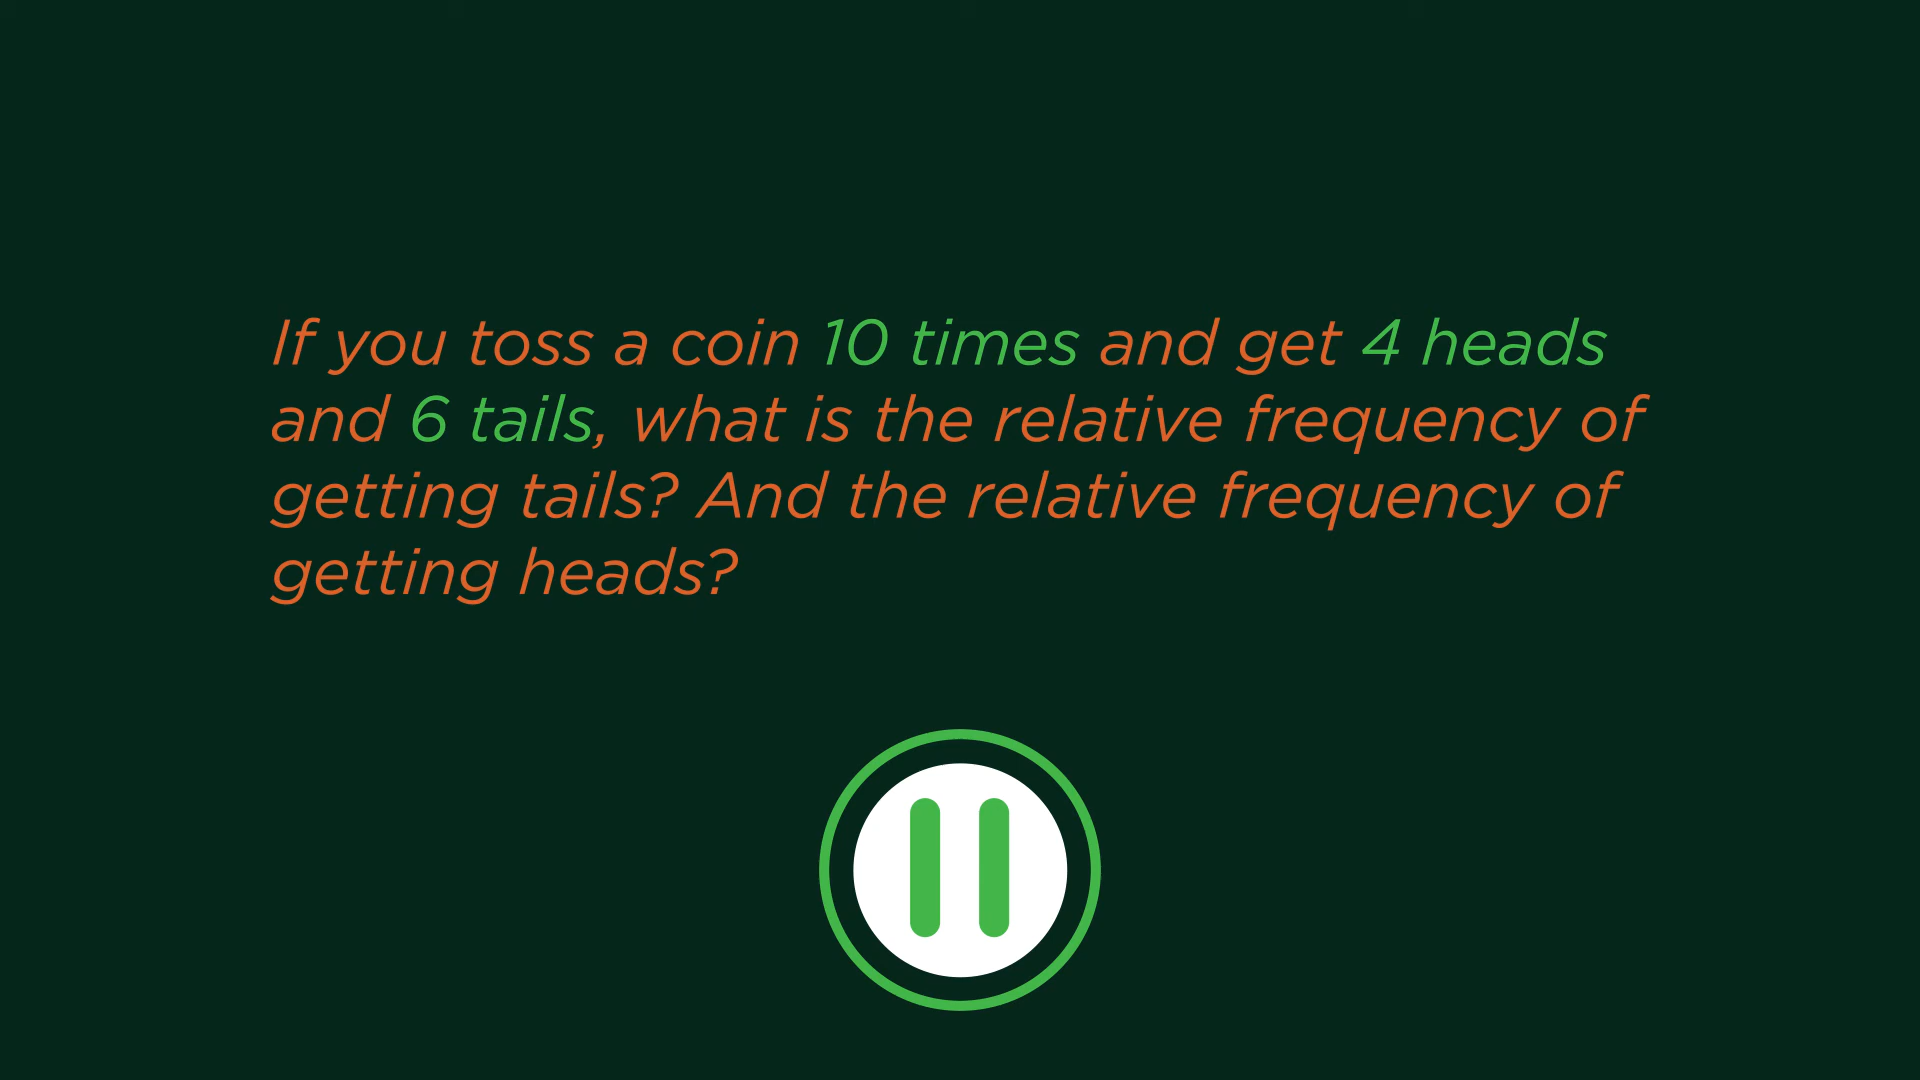 If you toss a coin 10 times and get 4 heads
and 6 tails, what is the relative frequency of
getting tails? And the relative frequency of
getting heads?